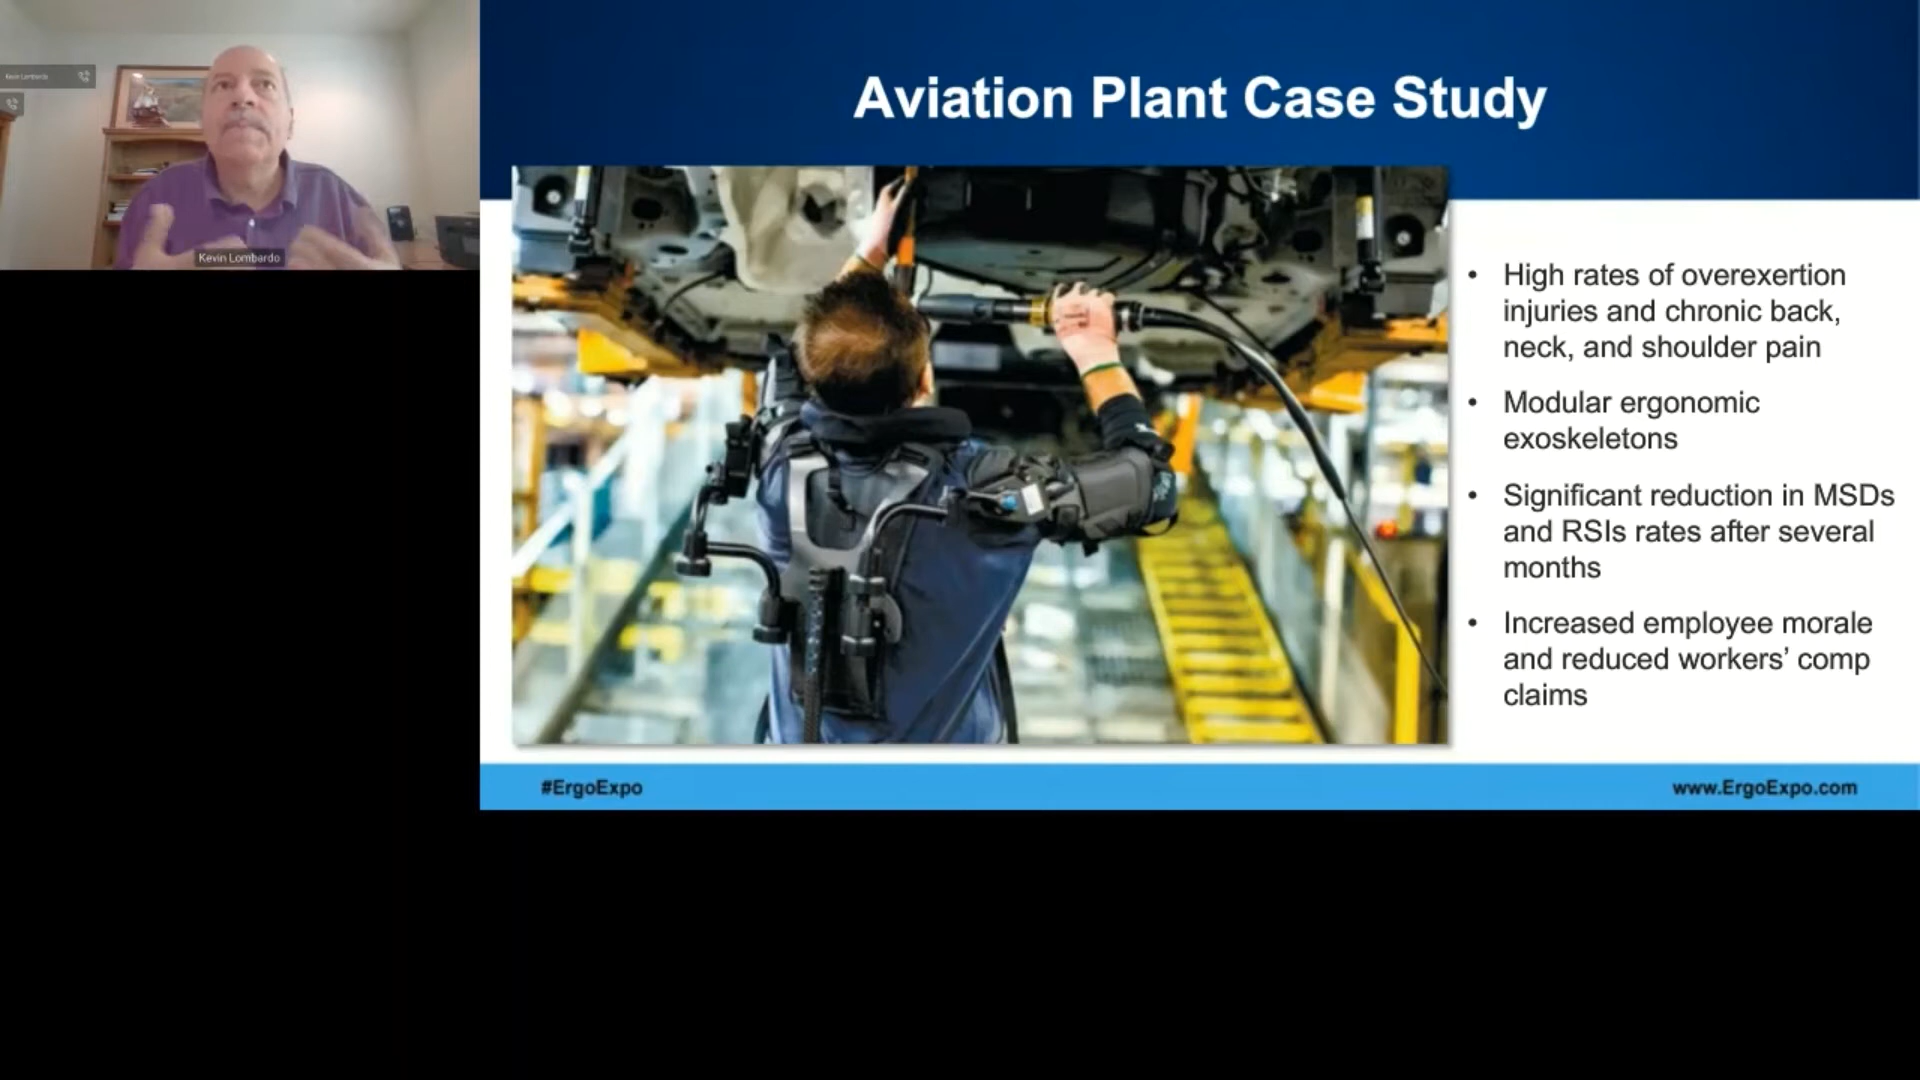 Kevin Lombardo
Kevin Lombardo
Aviation Plant Case Study
• High rates of overexertion
injuries and chronic back,
neck, and shoulder pain
• Modular ergonomic
exoskeletons
• Significant reduction in MSDs
and RSIs rates after several
months
• Increased employee morale
and reduced workers’ comp
claims
#ErgoExpo
www.ErgoExpo.com